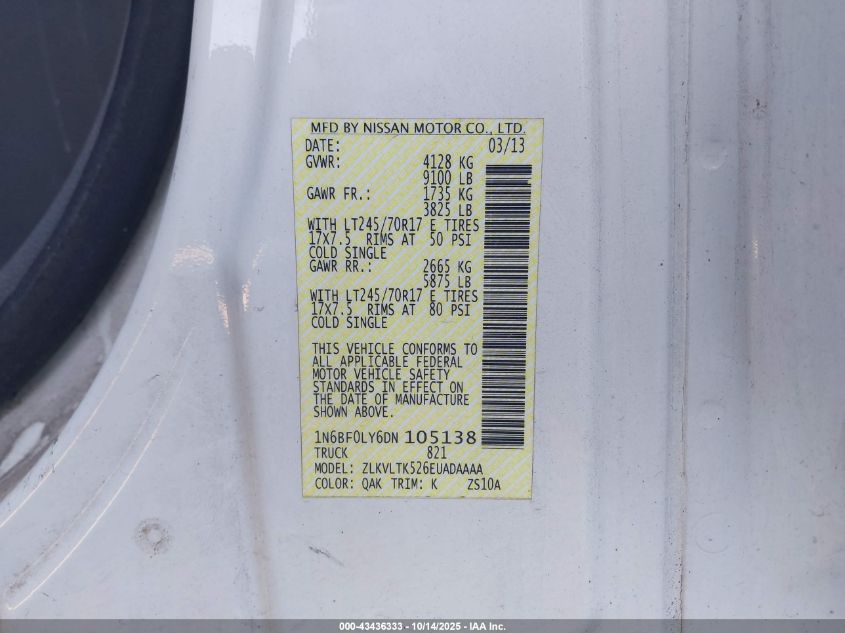 MFD BY NISSAN MOTOR CO., LTD.
DATE: 03/13
GVWR: 4128 KG
9100 LB
GAWR FR.: 1735 KG
3825 LB
WITH LT245/70R17 E TIRES
17X7.5 RIMS AT 50 PSI
COLD SINGLE
GAWR RR.: 2665 KG
5875 LB
WITH LT245/70R17 E TIRES
17X7.5 RIMS AT 80 PSI
COLD SINGLE
THIS VEHICLE CONFORMS TO
ALL APPLICABLE FEDERAL
MOTOR VEHICLE SAFETY
STANDARDS IN EFFECT ON
THE DATE OF MANUFACTURE
SHOWN ABOVE.
1N6BF0LY6DN 105138
TRUCK 821
MODEL: ZLKVLTK526EUADAAAA
COLOR: QAK TRIM: K ZS10A
000-43436333 - 10/14/2025 - IAA Inc.